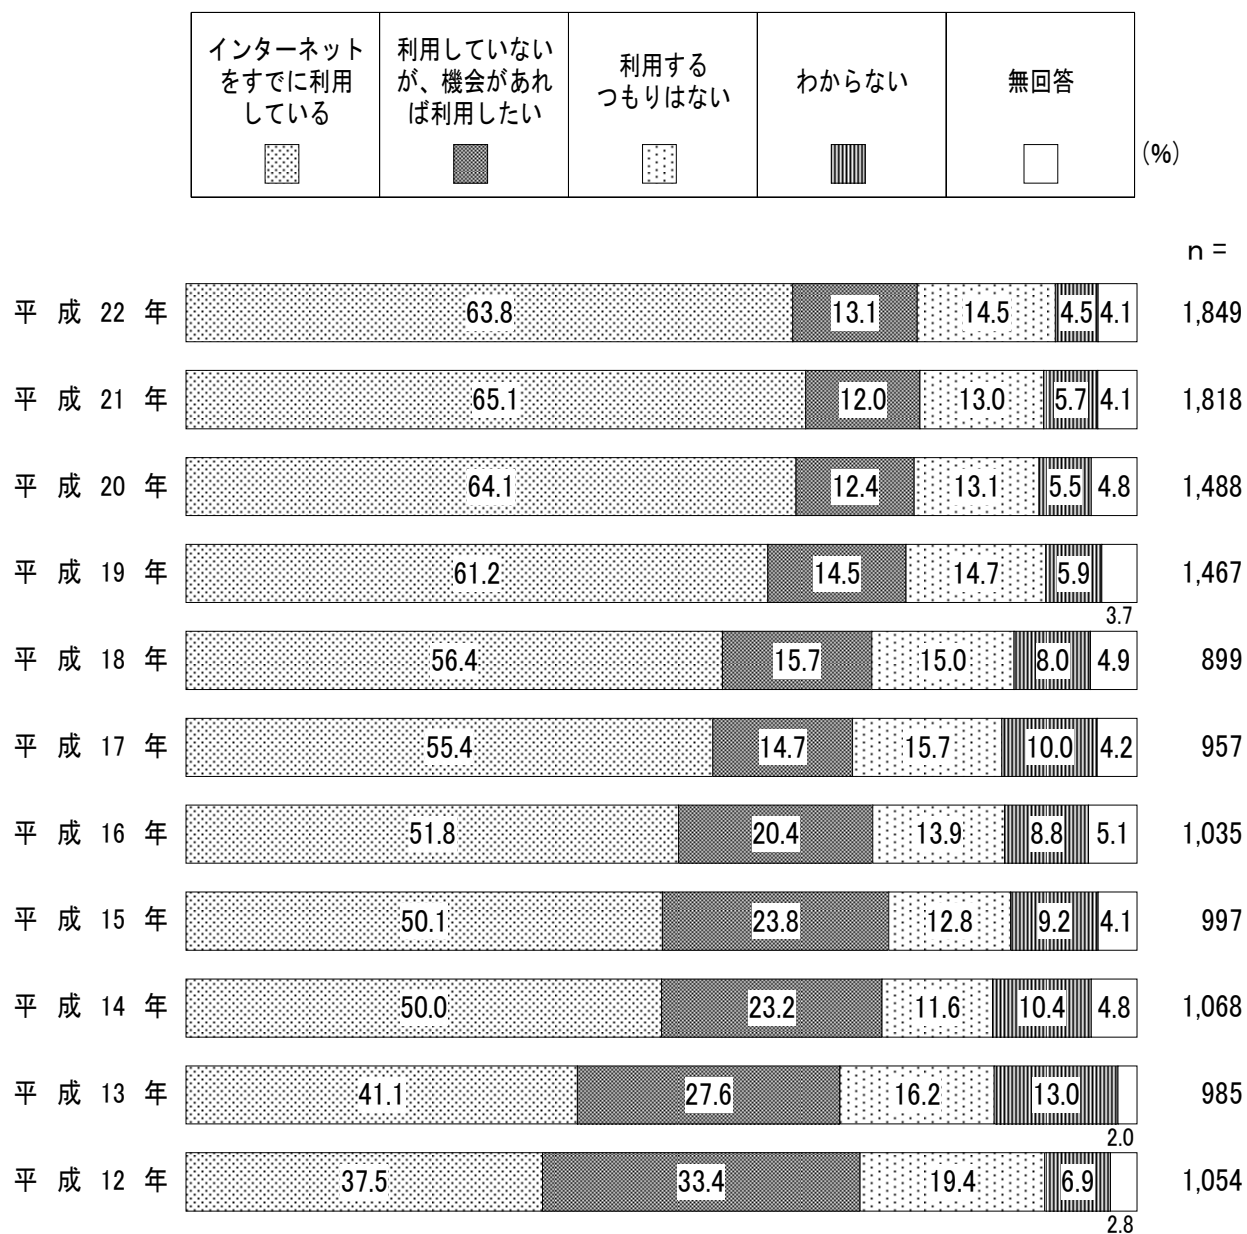 インターネット
をすでに利用
している
利用していない
が、機会があれ
ば利用したい
利用する
つもりはない
わからない
無回答
(%)
n =
平 成 22 年 63.8 13.1 14.5 4.5 4.1 1,849
平 成 21 年 65.1 12.0 13.0 5.7 4.1 1,818
平 成 20 年 64.1 12.4 13.1 5.5 4.8 1,488
平 成 19 年 61.2 14.5 14.7 5.9 1,467
3.7
平 成 18 年 56.4 15.7 15.0 8.0 4.9 899
平 成 17 年 55.4 14.7 15.7 10.0 4.2 957
平 成 16 年 51.8 20.4 13.9 8.8 5.1 1,035
平 成 15 年 50.1 23.8 12.8 9.2 4.1 997
平 成 14 年 50.0 23.2 11.6 10.4 4.8 1,068
平 成 13 年 41.1 27.6 16.2 13.0 985
2.0
平 成 12 年 37.5 33.4 19.4 6.9 1,054
2.8